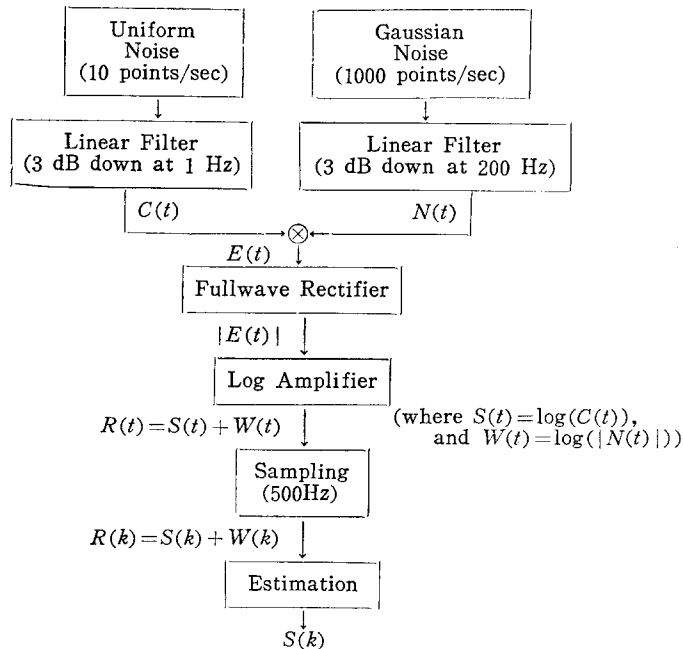 Uniform
Noise
(10 points/sec)
Gaussian
Noise
(1000 points/sec)
Linear Filter
(3 dB down at 1 Hz)
Linear Filter
(3 dB down at 200 Hz)
C(t)
N(t)
⊗
E(t)
Fullwave Rectifier
|E(t)|
Log Amplifier
R(t)=S(t)+W(t)
(where S(t)=log(C(t)),
and W(t)=log(|N(t)|))
Sampling
(500Hz)
R(k)=S(k)+W(k)
Estimation
S(k)